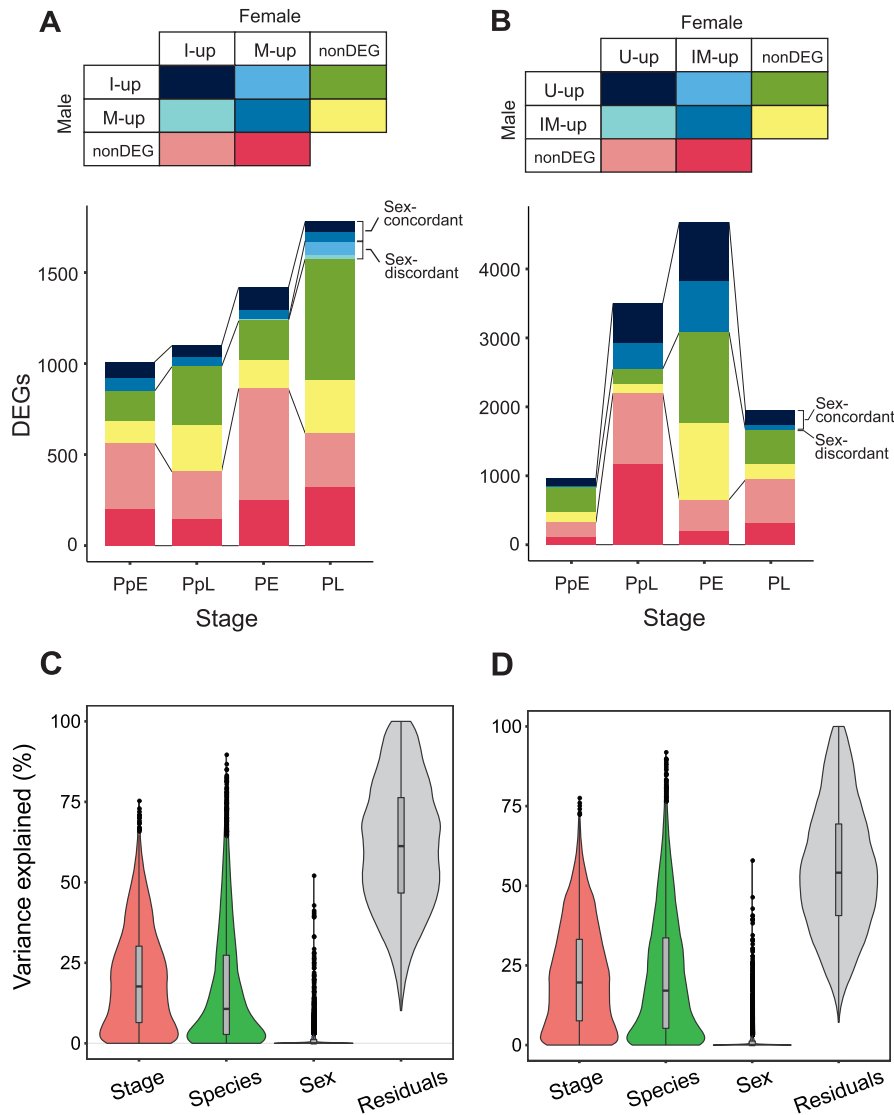 A
Female
I-up M-up nonDEG
Male
I-up
M-up
nonDEG
B
Female
U-up IM-up nonDEG
Male
U-up
IM-up
nonDEG
DEGs
1500
1000
500
0
PpE PpL PE PL
Stage
Sex-
concordant
Sex-
discordant
4000
3000
2000
1000
0
PpE PpL PE PL
Stage
Sex-
concordant
Sex-
discordant
C
Variance explained (%)
100
75
50
25
0
Stage Species Sex Residuals
D
100
75
50
25
0
Stage Species Sex Residuals